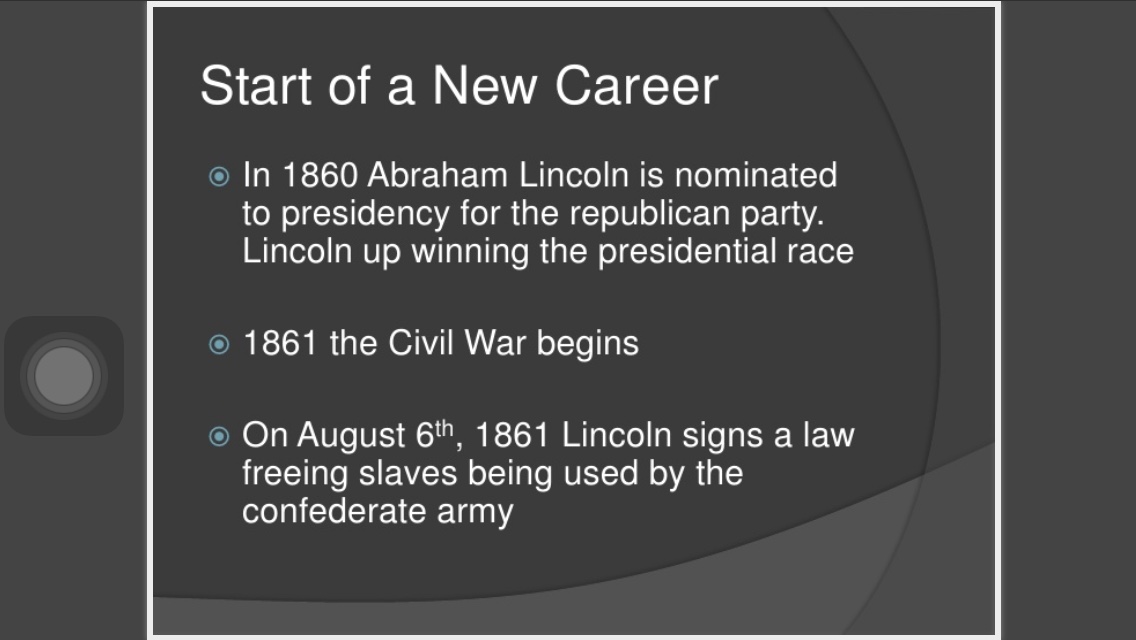 Start of a New Career
In 1860 Abraham Lincoln is nominated
to presidency for the republican party.
Lincoln up winning the presidential race
1861 the Civil War begins
On August 6th, 1861 Lincoln signs a law
freeing slaves being used by the
confederate army